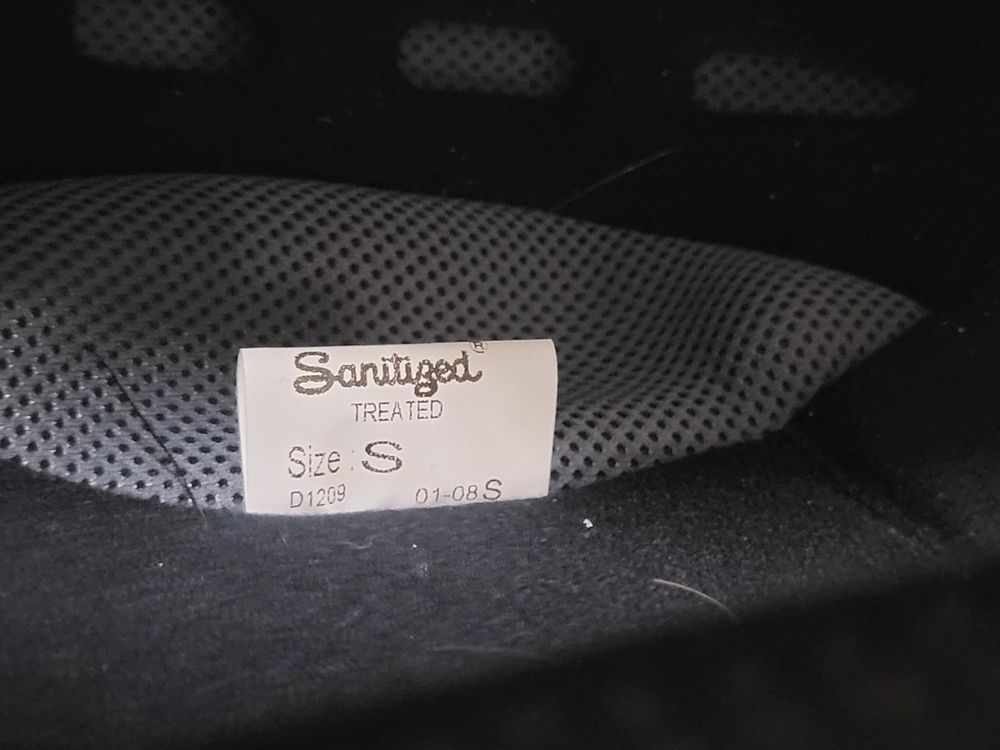 Sanitized®
TREATED
Size : S
D1209 01-08 S